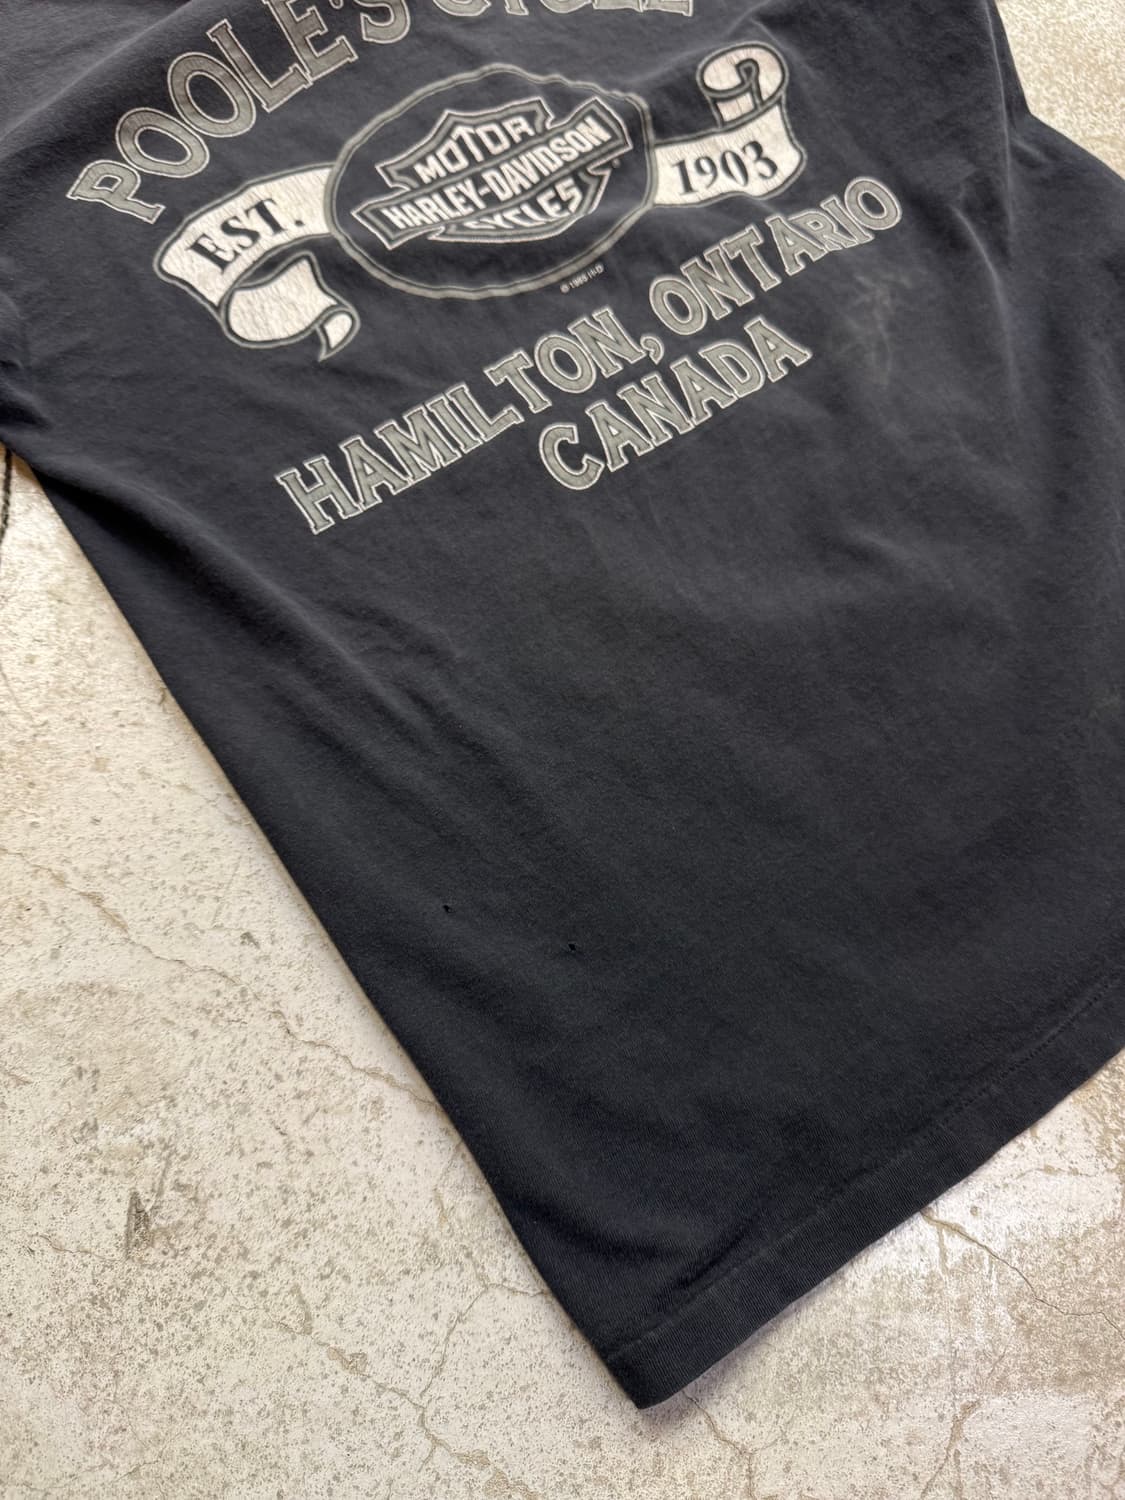 POOLE'S CYCLE
MOTOR
HARLEY-DAVIDSON
CYCLES
EST. 1903
HAMILTON, ONTARIO
CANADA